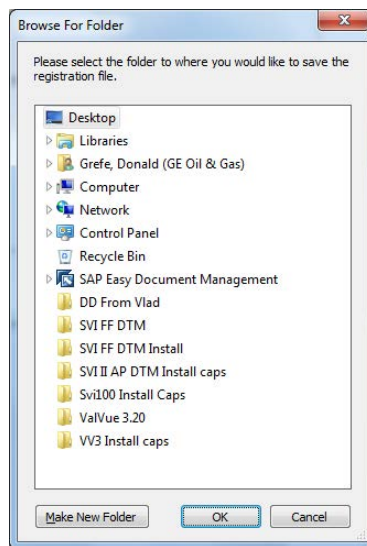 Browse For Folder
Please select the folder to where you would like to save the
registration file.
Desktop
Libraries
Grefe, Donald (GE Oil & Gas)
Computer
Network
Control Panel
Recycle Bin
SAP Easy Document Management
DD From Vlad
SVI FF DTM
SVI FF DTM Install
SVI II AP DTM Install caps
Svi100 Install Caps
ValVue 3.20
VV3 Install caps
Make New Folder OK Cancel